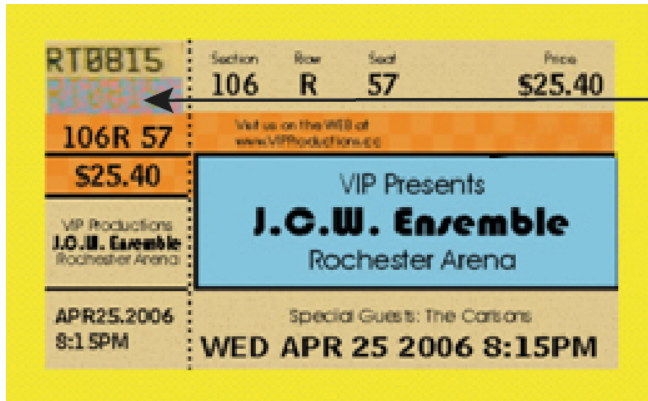 RT0815
RT0815
106R 57
$25.40
VIP Productions
J.C.W. Ensemble
Rochester Arena
APR25.2006
8:15PM
Section Row Seat Price
106 R 57 $25.40
Visit us on the WEB at
www.VIPProductions.cc
VIP Presents
J.C.W. Ensemble
Rochester Arena
Special Guests: The Carsons
WED APR 25 2006 8:15PM